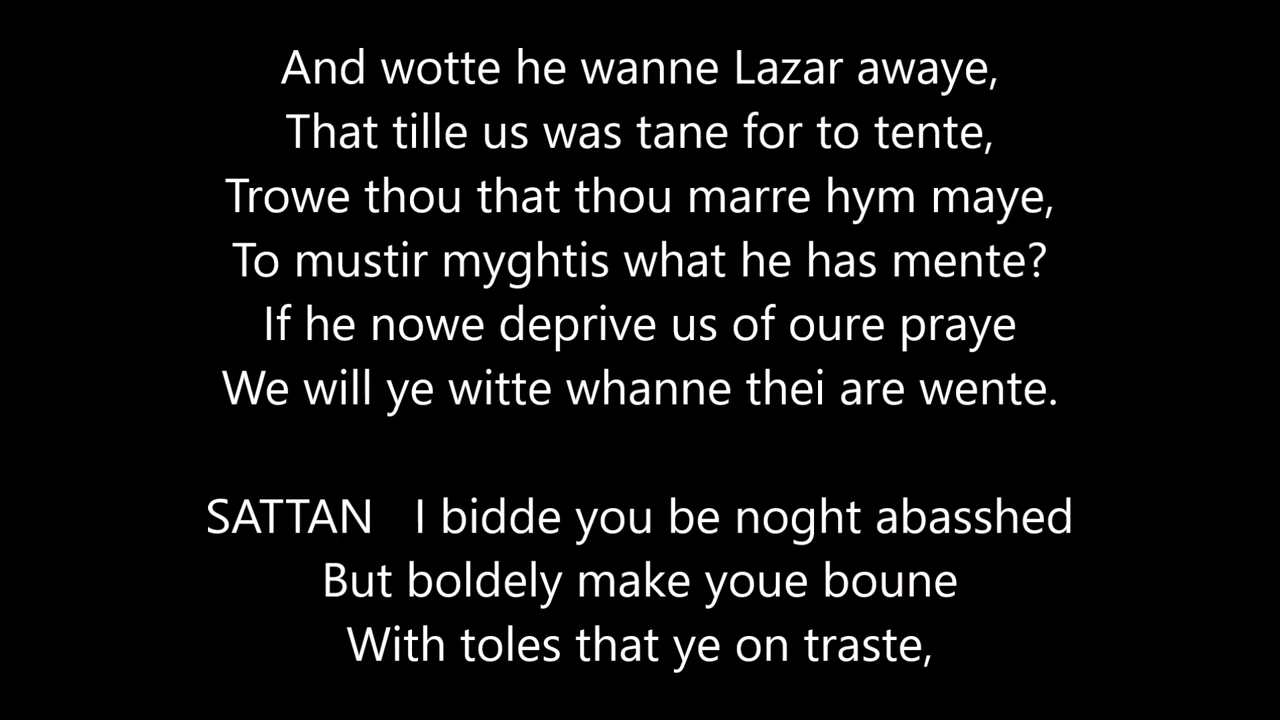 And wotte he wanne Lazar awaye,
That tille us was tane for to tente,
Trowe thou that thou marre hym maye,
To mustir myghtis what he has mente?
If he nowe deprive us of oure praye
We will ye witte whanne thei are wente.
SATTAN I bidde you be noght abasshed
But boldely make youe boune
With toles that ye on traste,